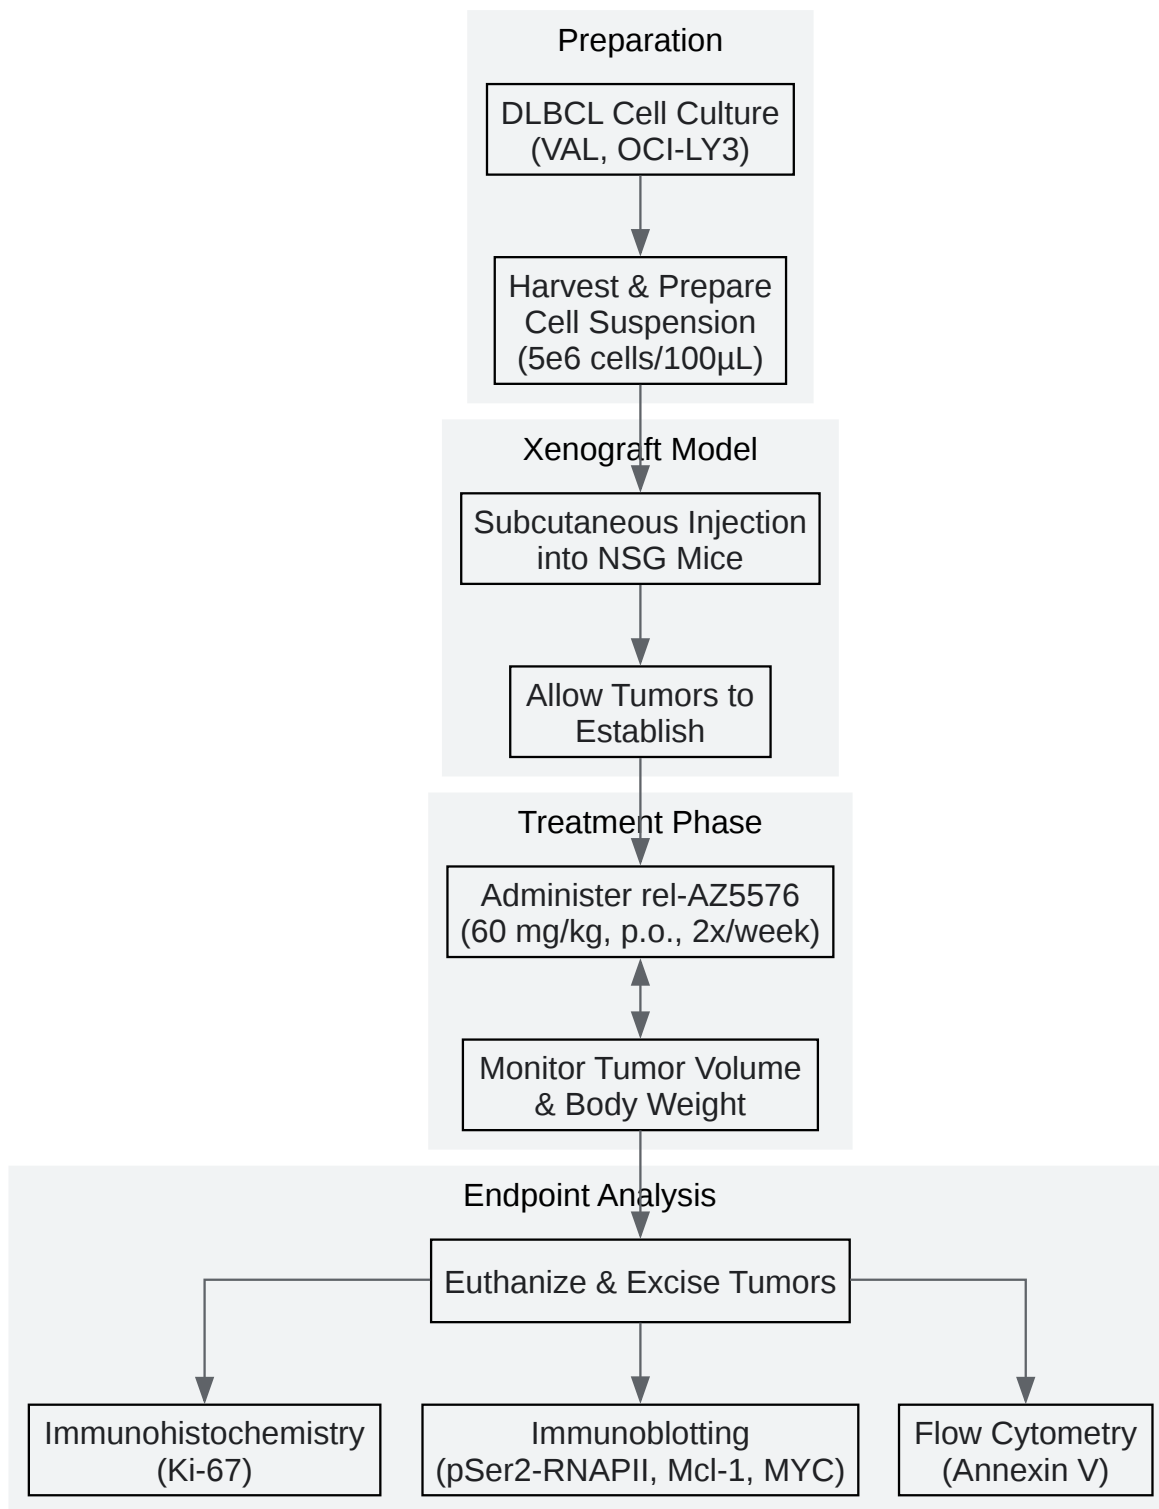 Preparation
DLBCL Cell Culture
(VAL, OCI-LY3)
Harvest & Prepare
Cell Suspension
(5e6 cells/100µL)
Xenograft Model
Subcutaneous Injection
into NSG Mice
Allow Tumors to
Establish
Treatment Phase
Administer rel-AZ5576
(60 mg/kg, p.o., 2x/week)
Monitor Tumor Volume
& Body Weight
Endpoint Analysis
Euthanize & Excise Tumors
Immunohistochemistry
(Ki-67)
Immunoblotting
(pSer2-RNAPII, Mcl-1, MYC)
Flow Cytometry
(Annexin V)